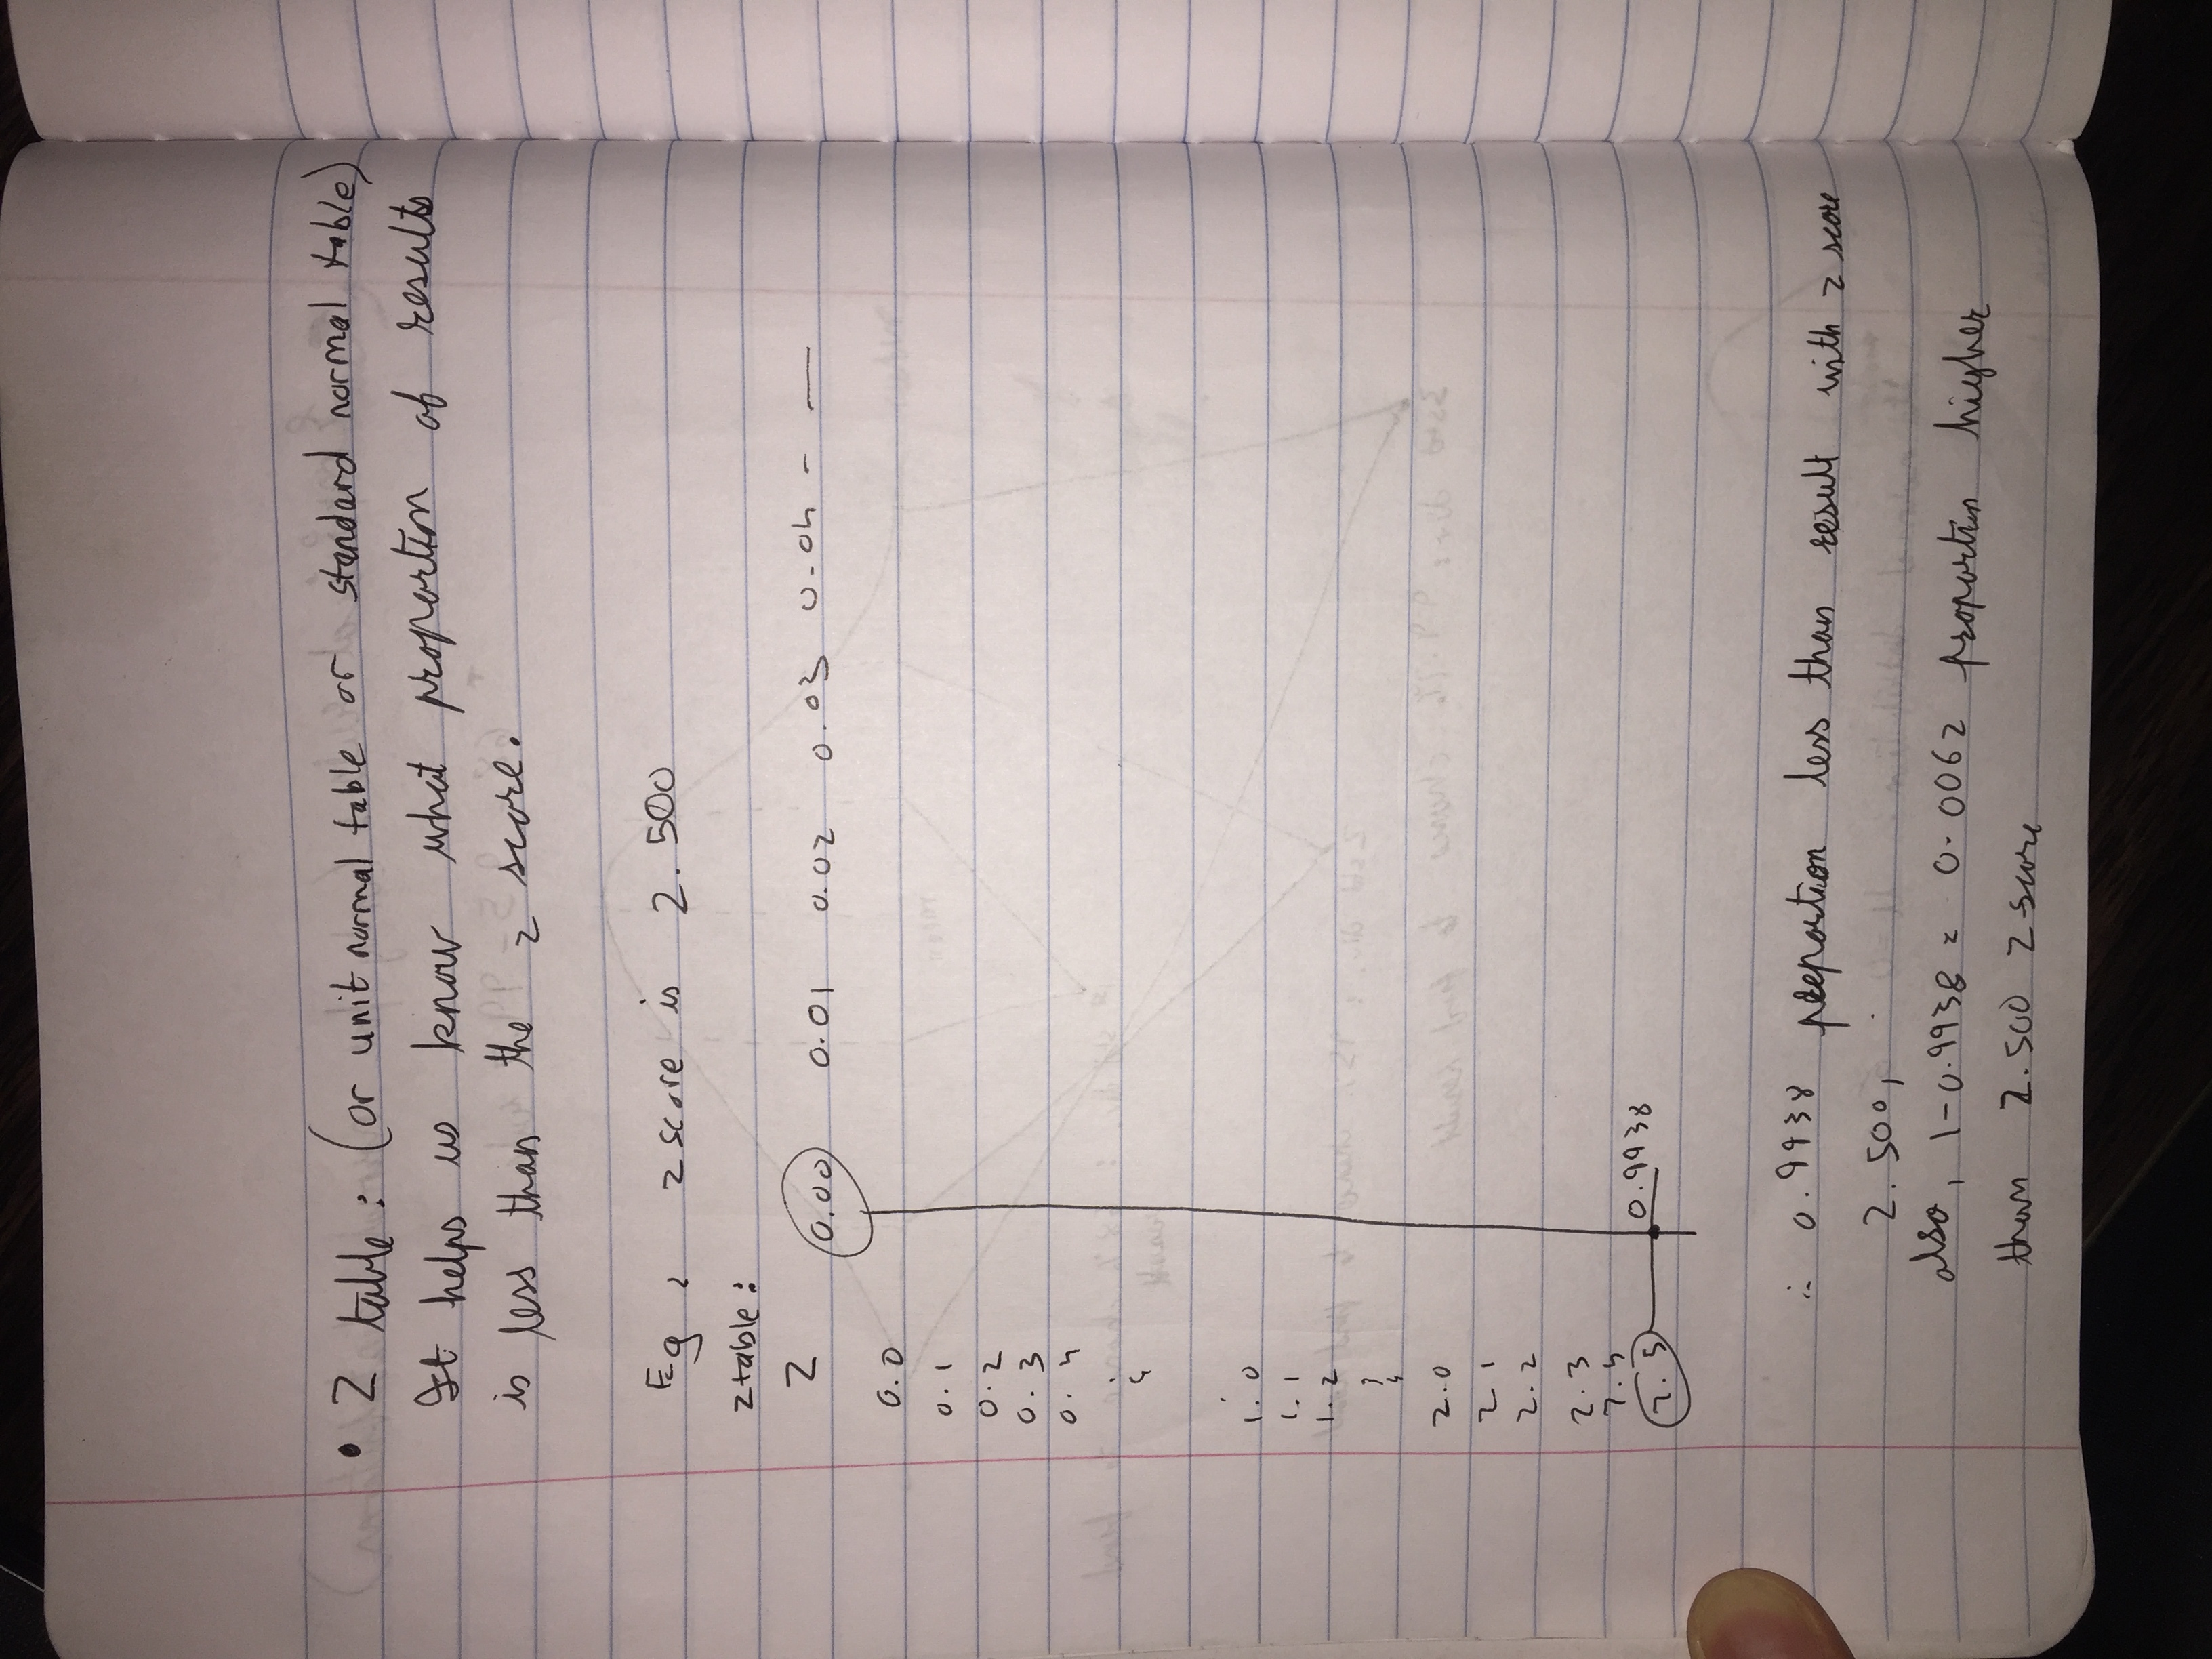 • Z table : (or unit normal table or standard normal table)
It helps us know what proportion of results
is less than the z score.
Eg, z score is 2.500
z table :
Z 0.00 0.01 0.02 0.03 0.04 - —
0.0
0.1
0.2
0.3
0.4
1.0
1.1
1.2
2.0
2.1
2.2
2.3
2.4
2.5 0.9938
∴ 0.9938 proportion less than result with z score
2.500,
also, 1-0.9938 = 0.0062 proportion higher
than 2.500 z score